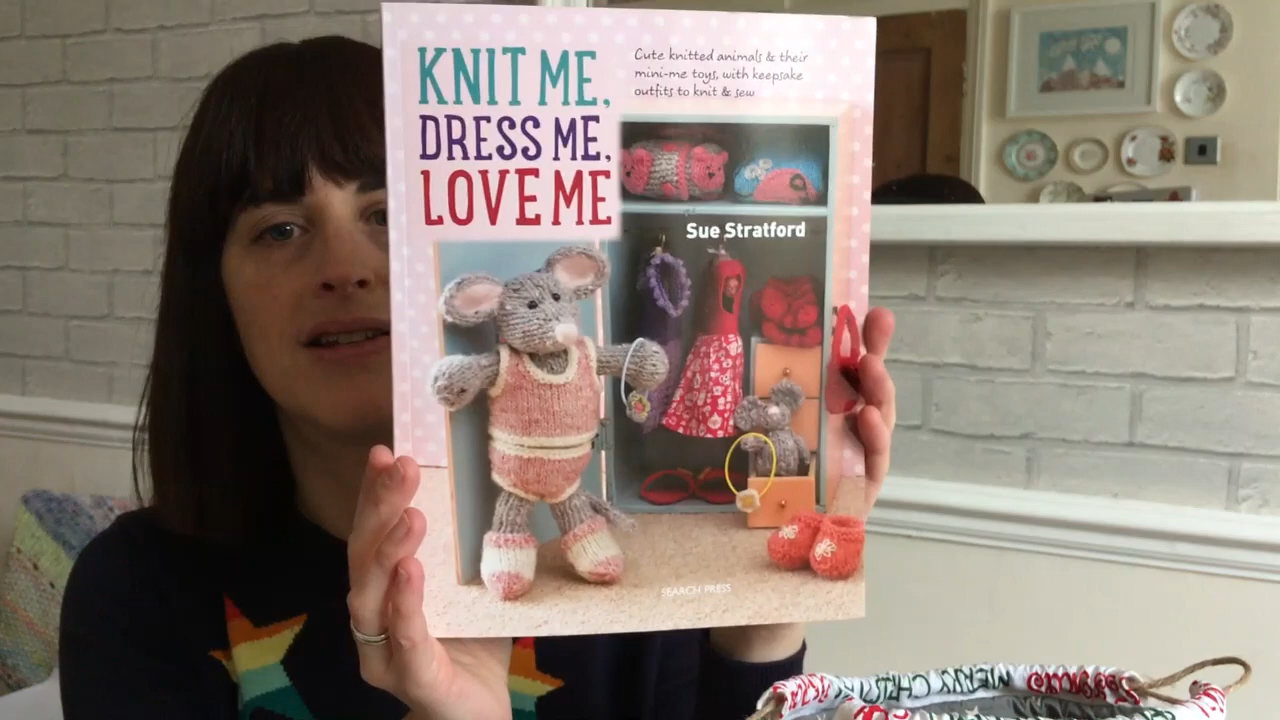 KNIT ME,
DRESS ME,
LOVE ME
Cute knitted animals & their
mini-me toys, with keepsake
outfits to knit & sew
Sue Stratford
SEARCH PRESS
MERRY